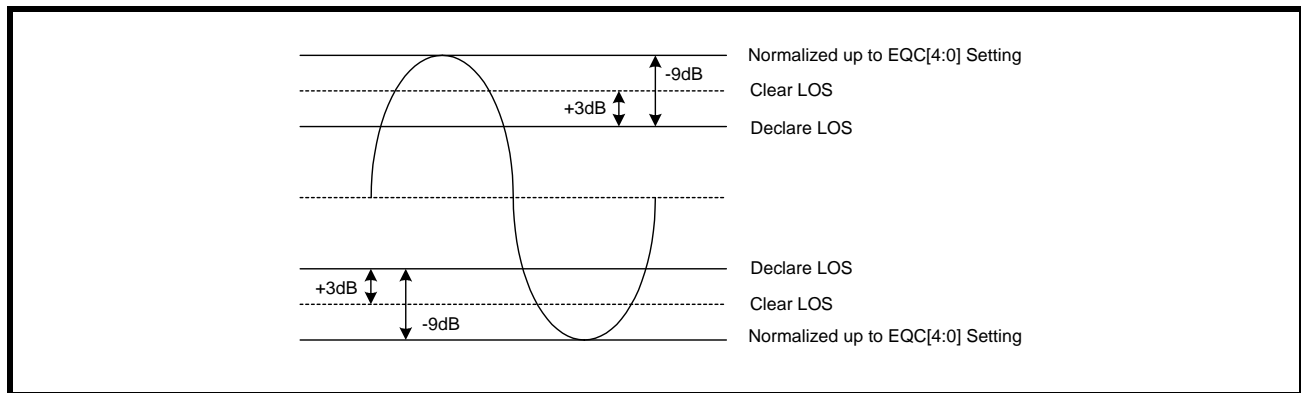 Normalized up to EQC[4:0] Setting
-9dB
Clear LOS
+3dB
Declare LOS
Declare LOS
+3dB
Clear LOS
-9dB
Normalized up to EQC[4:0] Setting